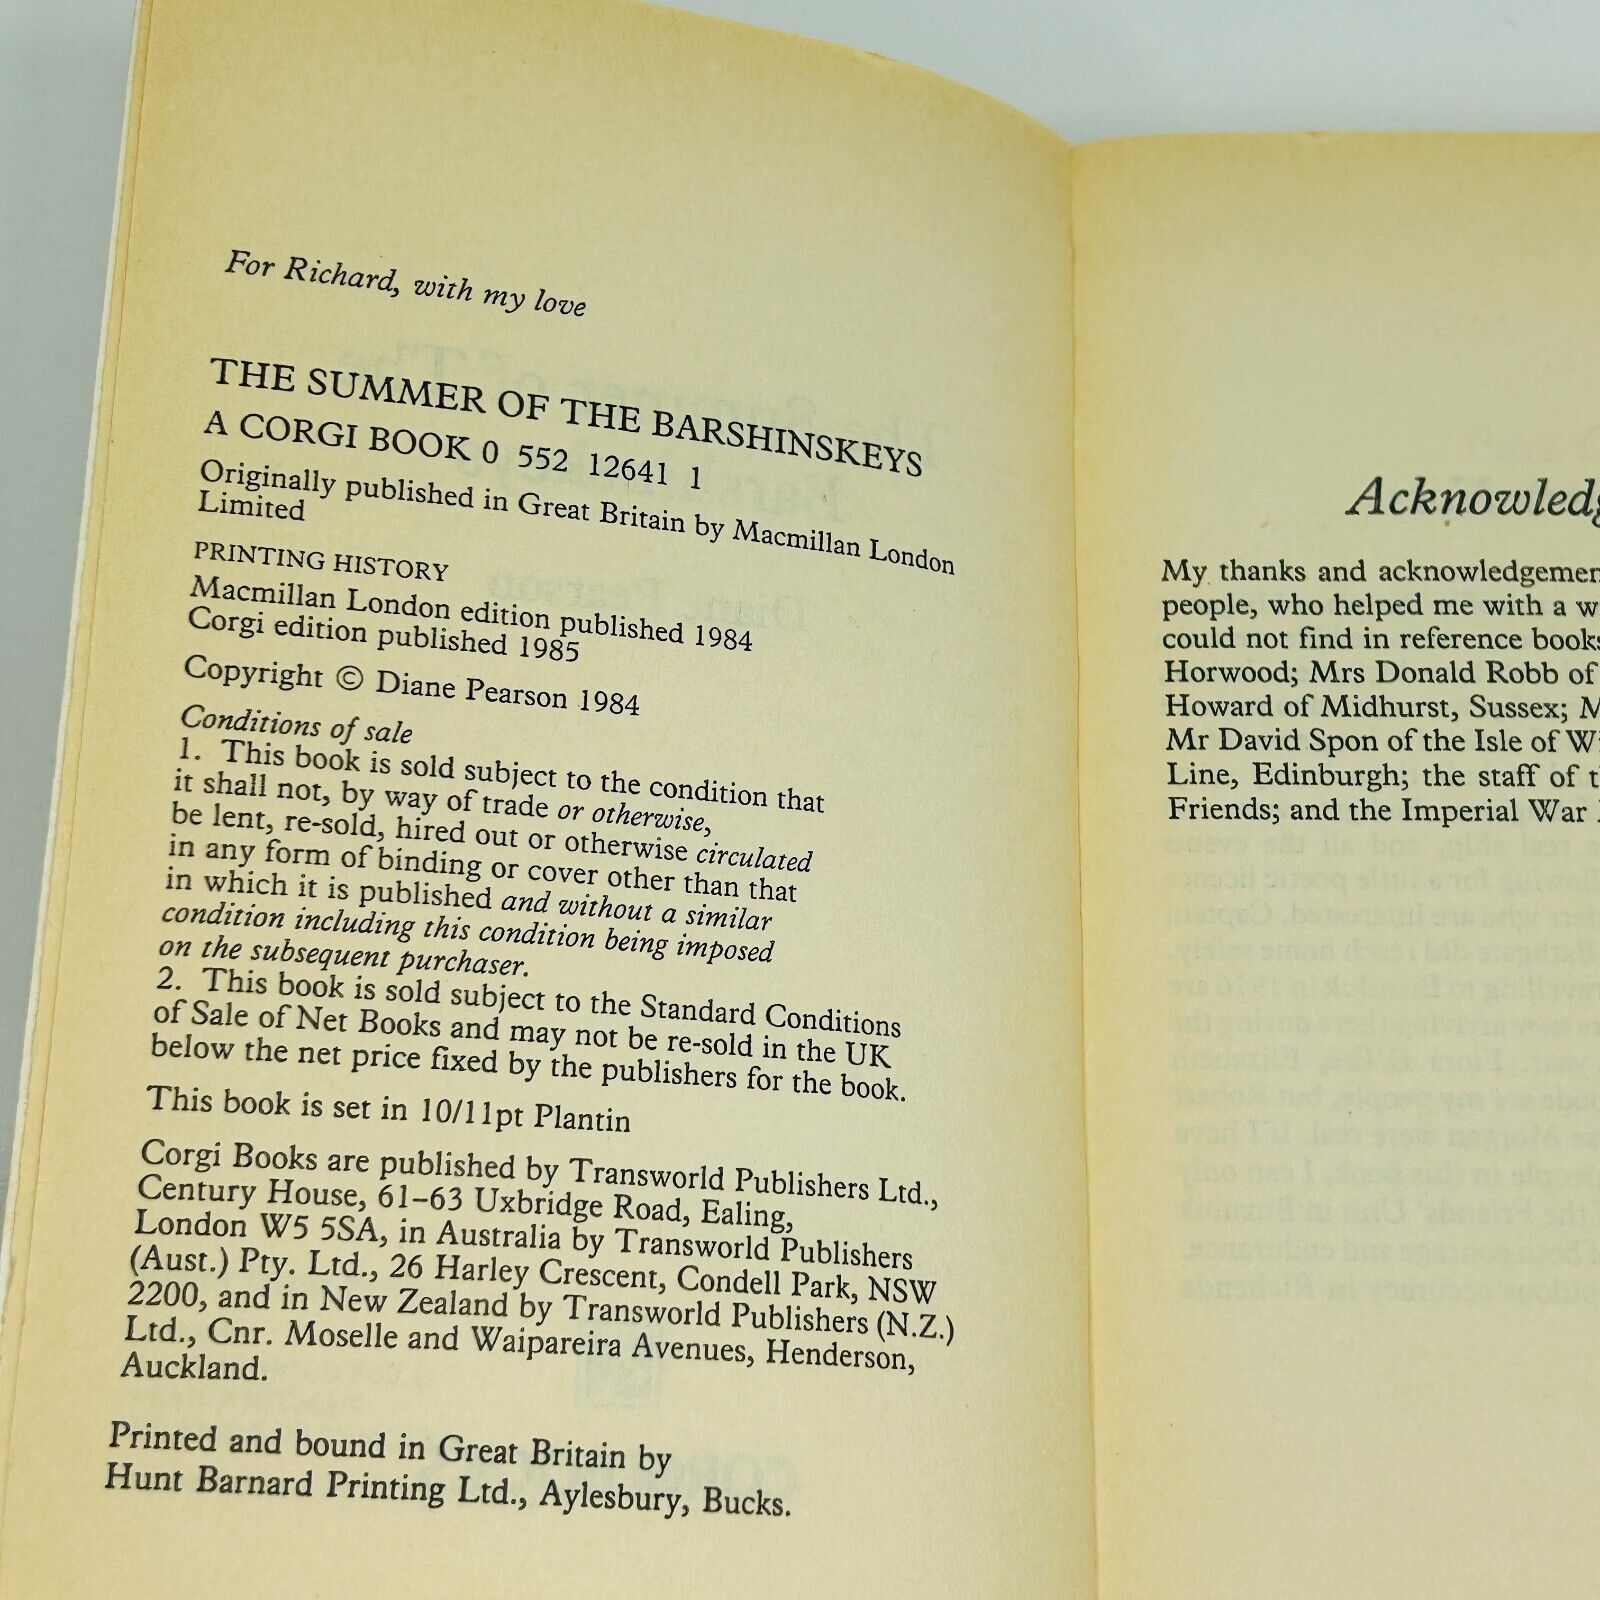 For Richard, with my love
THE SUMMER OF THE BARSHINSKEYS
A CORGI BOOK 0 552 12641 1
Originally published in Great Britain by Macmillan London
Limited
PRINTING HISTORY
Macmillan London edition published 1984
Corgi edition published 1985
Copyright © Diane Pearson 1984
Conditions of sale
1. This book is sold subject to the condition that
it shall not, by way of trade or otherwise,
be lent, re-sold, hired out or otherwise circulated
in any form of binding or cover other than that
in which it is published and without a similar
condition including this condition being imposed
on the subsequent purchaser.
2. This book is sold subject to the Standard Conditions
of Sale of Net Books and may not be re-sold in the UK
below the net price fixed by the publishers for the book.
This book is set in 10/11pt Plantin
Corgi Books are published by Transworld Publishers Ltd.,
Century House, 61–63 Uxbridge Road, Ealing,
London W5 5SA, in Australia by Transworld Publishers
(Aust.) Pty. Ltd., 26 Harley Crescent, Condell Park, NSW
2200, and in New Zealand by Transworld Publishers (N.Z.)
Ltd., Cnr. Moselle and Waipareira Avenues, Henderson,
Auckland.
Printed and bound in Great Britain by
Hunt Barnard Printing Ltd., Aylesbury, Bucks.
Acknowledg
My thanks and acknowledgemen
people, who helped me with a w
could not find in reference books
Horwood; Mrs Donald Robb of
Howard of Midhurst, Sussex; M
Mr David Spon of the Isle of Wi
Line, Edinburgh; the staff of t
Friends; and the Imperial War